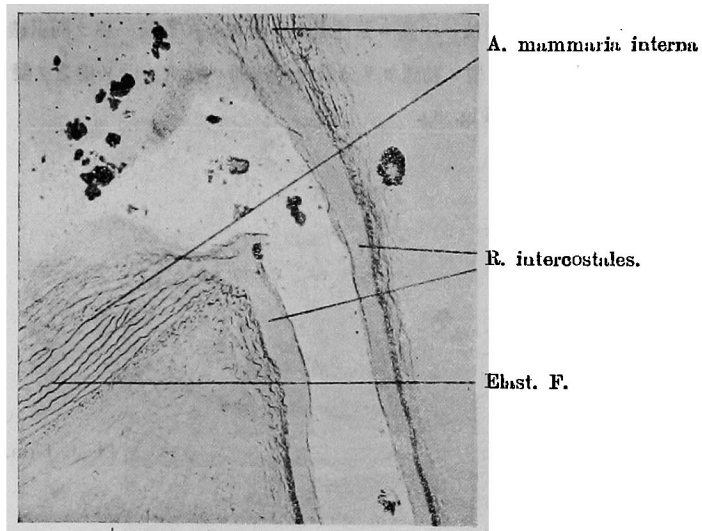 A. mammaria interna
R. intercostales.
Elast. F.